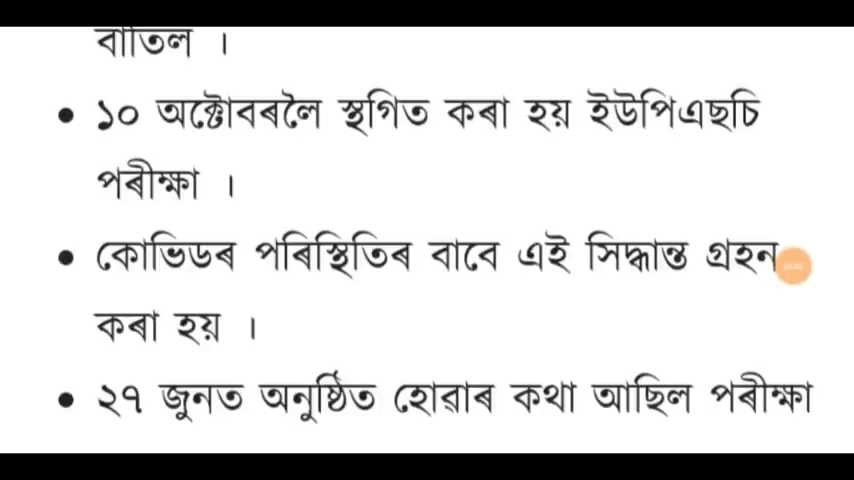 বাতিল ।
• ১০ অক্টোবৰলৈ স্থগিত কৰা হয় ইউপিএছচি
পৰীক্ষা ।
• কোভিডৰ পৰিস্থিতিৰ বাবে এই সিদ্ধান্ত গ্ৰহন
কৰা হয় ।
• ২৭ জুনত অনুষ্ঠিত হোৱাৰ কথা আছিল পৰীক্ষা